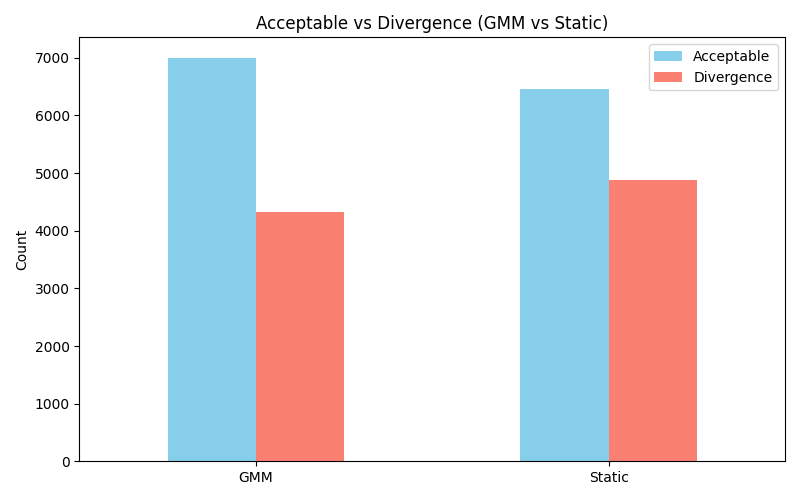 Acceptable vs Divergence (GMM vs Static)
Acceptable
Divergence
7000
6000
5000
4000
3000
2000
1000
0
Count
GMM
Static